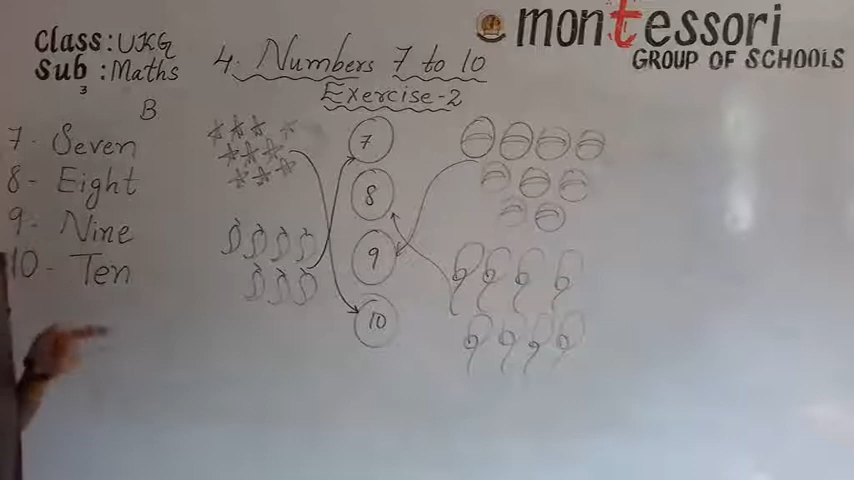 montessori
GROUP OF SCHOOLS
Class: UKG
Sub : Maths
3
4. Numbers 7 to 10
Exercise-2
B
7 - Seven
8 - Eight
9 - Nine
10 - Ten
7
8
9
10